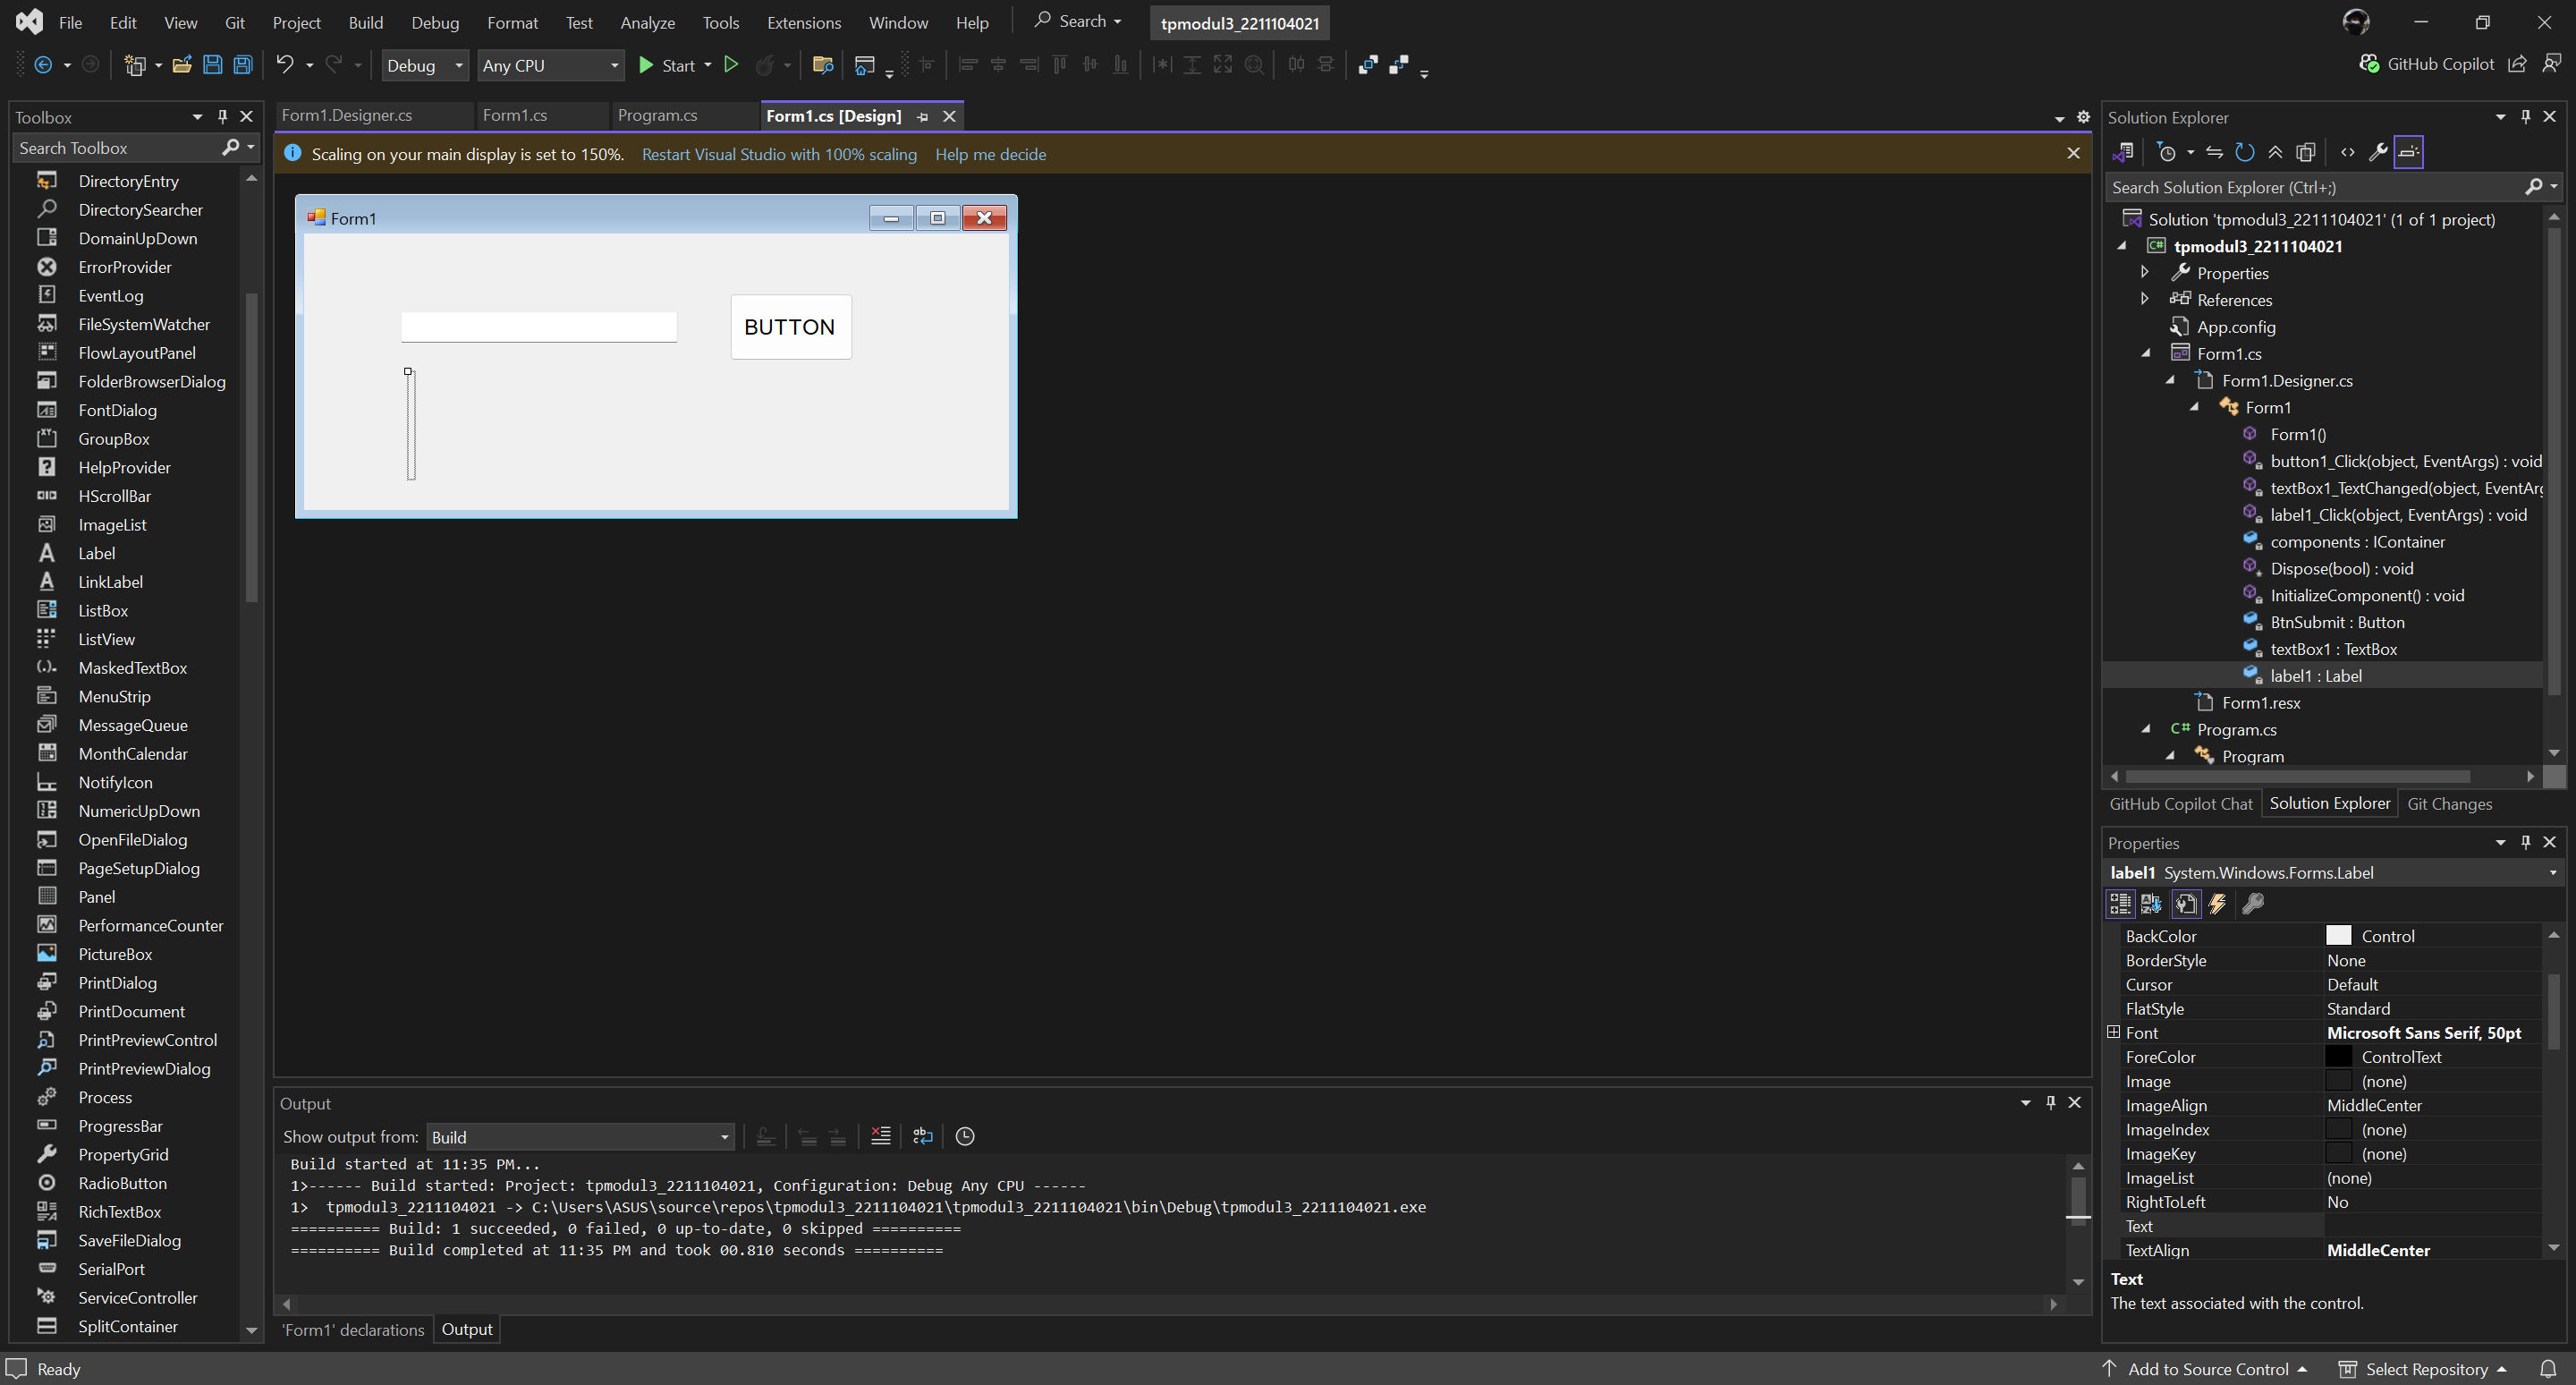 File Edit View Git Project Build Debug Format Test Analyze Tools Extensions Window Help Search tpmodul3_2211104021
Debug Any CPU Start GitHub Copilot
Toolbox
Search Toolbox
DirectoryEntry
DirectorySearcher
DomainUpDown
ErrorProvider
EventLog
FileSystemWatcher
FlowLayoutPanel
FolderBrowserDialog
FontDialog
GroupBox
HelpProvider
HScrollBar
ImageList
Label
LinkLabel
ListBox
ListView
MaskedTextBox
MenuStrip
MessageQueue
MonthCalendar
NotifyIcon
NumericUpDown
OpenFileDialog
PageSetupDialog
Panel
PerformanceCounter
PictureBox
PrintDialog
PrintDocument
PrintPreviewControl
PrintPreviewDialog
Process
ProgressBar
PropertyGrid
RadioButton
RichTextBox
SaveFileDialog
SerialPort
ServiceController
SplitContainer
Form1.Designer.cs Form1.cs Program.cs Form1.cs [Design]
Scaling on your main display is set to 150%. Restart Visual Studio with 100% scaling Help me decide
Form1
BUTTON
Output
Show output from: Build
Build started at 11:35 PM...
1>------ Build started: Project: tpmodul3_2211104021, Configuration: Debug Any CPU ------
1>  tpmodul3_2211104021 -> C:\Users\ASUS\source\repos\tpmodul3_2211104021\tpmodul3_2211104021\bin\Debug\tpmodul3_2211104021.exe
========== Build: 1 succeeded, 0 failed, 0 up-to-date, 0 skipped ==========
========== Build completed at 11:35 PM and took 00.810 seconds ==========
'Form1' declarations Output
Solution Explorer
Search Solution Explorer (Ctrl+;)
Solution 'tpmodul3_2211104021' (1 of 1 project)
C# tpmodul3_2211104021
Properties
References
App.config
Form1.cs
Form1.Designer.cs
Form1
Form1()
button1_Click(object, EventArgs) : void
textBox1_TextChanged(object, EventArg
label1_Click(object, EventArgs) : void
components : IContainer
Dispose(bool) : void
InitializeComponent() : void
BtnSubmit : Button
textBox1 : TextBox
label1 : Label
Form1.resx
C# Program.cs
Program
GitHub Copilot Chat Solution Explorer Git Changes
Properties
label1 System.Windows.Forms.Label
BackColor Control
BorderStyle None
Cursor Default
FlatStyle Standard
Font Microsoft Sans Serif, 50pt
ForeColor ControlText
Image (none)
ImageAlign MiddleCenter
ImageIndex (none)
ImageKey (none)
ImageList (none)
RightToLeft No
Text
TextAlign MiddleCenter
Text
The text associated with the control.
Ready Add to Source Control Select Repository